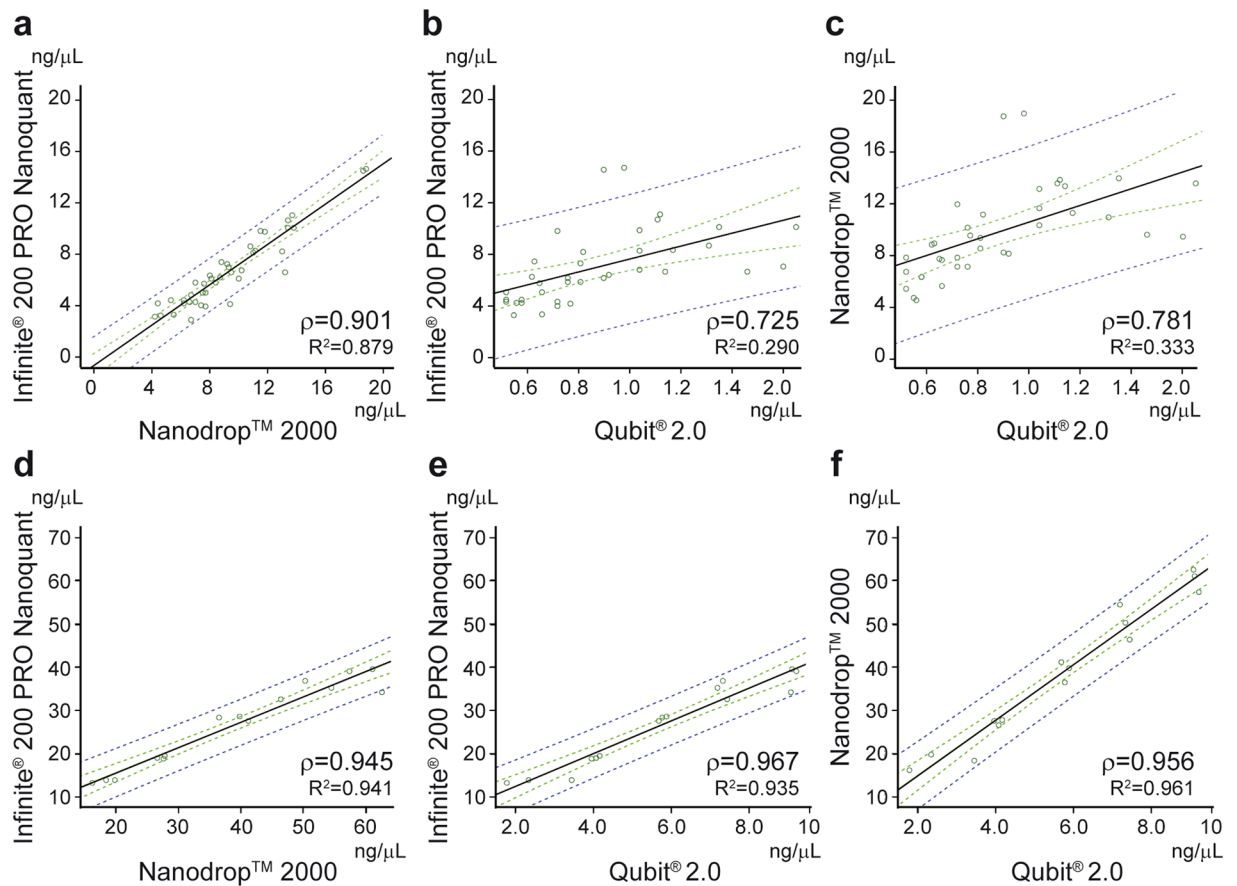 a
ng/µL
Infinite® 200 PRO Nanoquant
20
16
12
8
4
0
ρ=0.901
R²=0.879
0 4 8 12 16 20
ng/µL
Nanodrop™ 2000
b
ng/µL
Infinite® 200 PRO Nanoquant
20
16
12
8
4
0
ρ=0.725
R²=0.290
0.6 0.8 1.0 1.2 1.4 2.0
ng/µL
Qubit® 2.0
c
ng/µL
Nanodrop™ 2000
20
16
12
8
4
0
ρ=0.781
R²=0.333
0.6 0.8 1.0 1.2 1.4 2.0
ng/µL
Qubit® 2.0
d
ng/µL
Infinite® 200 PRO Nanoquant
70
60
50
40
30
20
10
ρ=0.945
R²=0.941
20 30 40 50 60
ng/µL
Nanodrop™ 2000
e
ng/µL
Infinite® 200 PRO Nanoquant
70
60
50
40
30
20
10
ρ=0.967
R²=0.935
2.0 4.0 6.0 8.0 10
ng/µL
Qubit® 2.0
f
ng/µL
Nanodrop™ 2000
70
60
50
40
30
20
10
ρ=0.956
R²=0.961
2.0 4.0 6.0 8.0 10
ng/µL
Qubit® 2.0